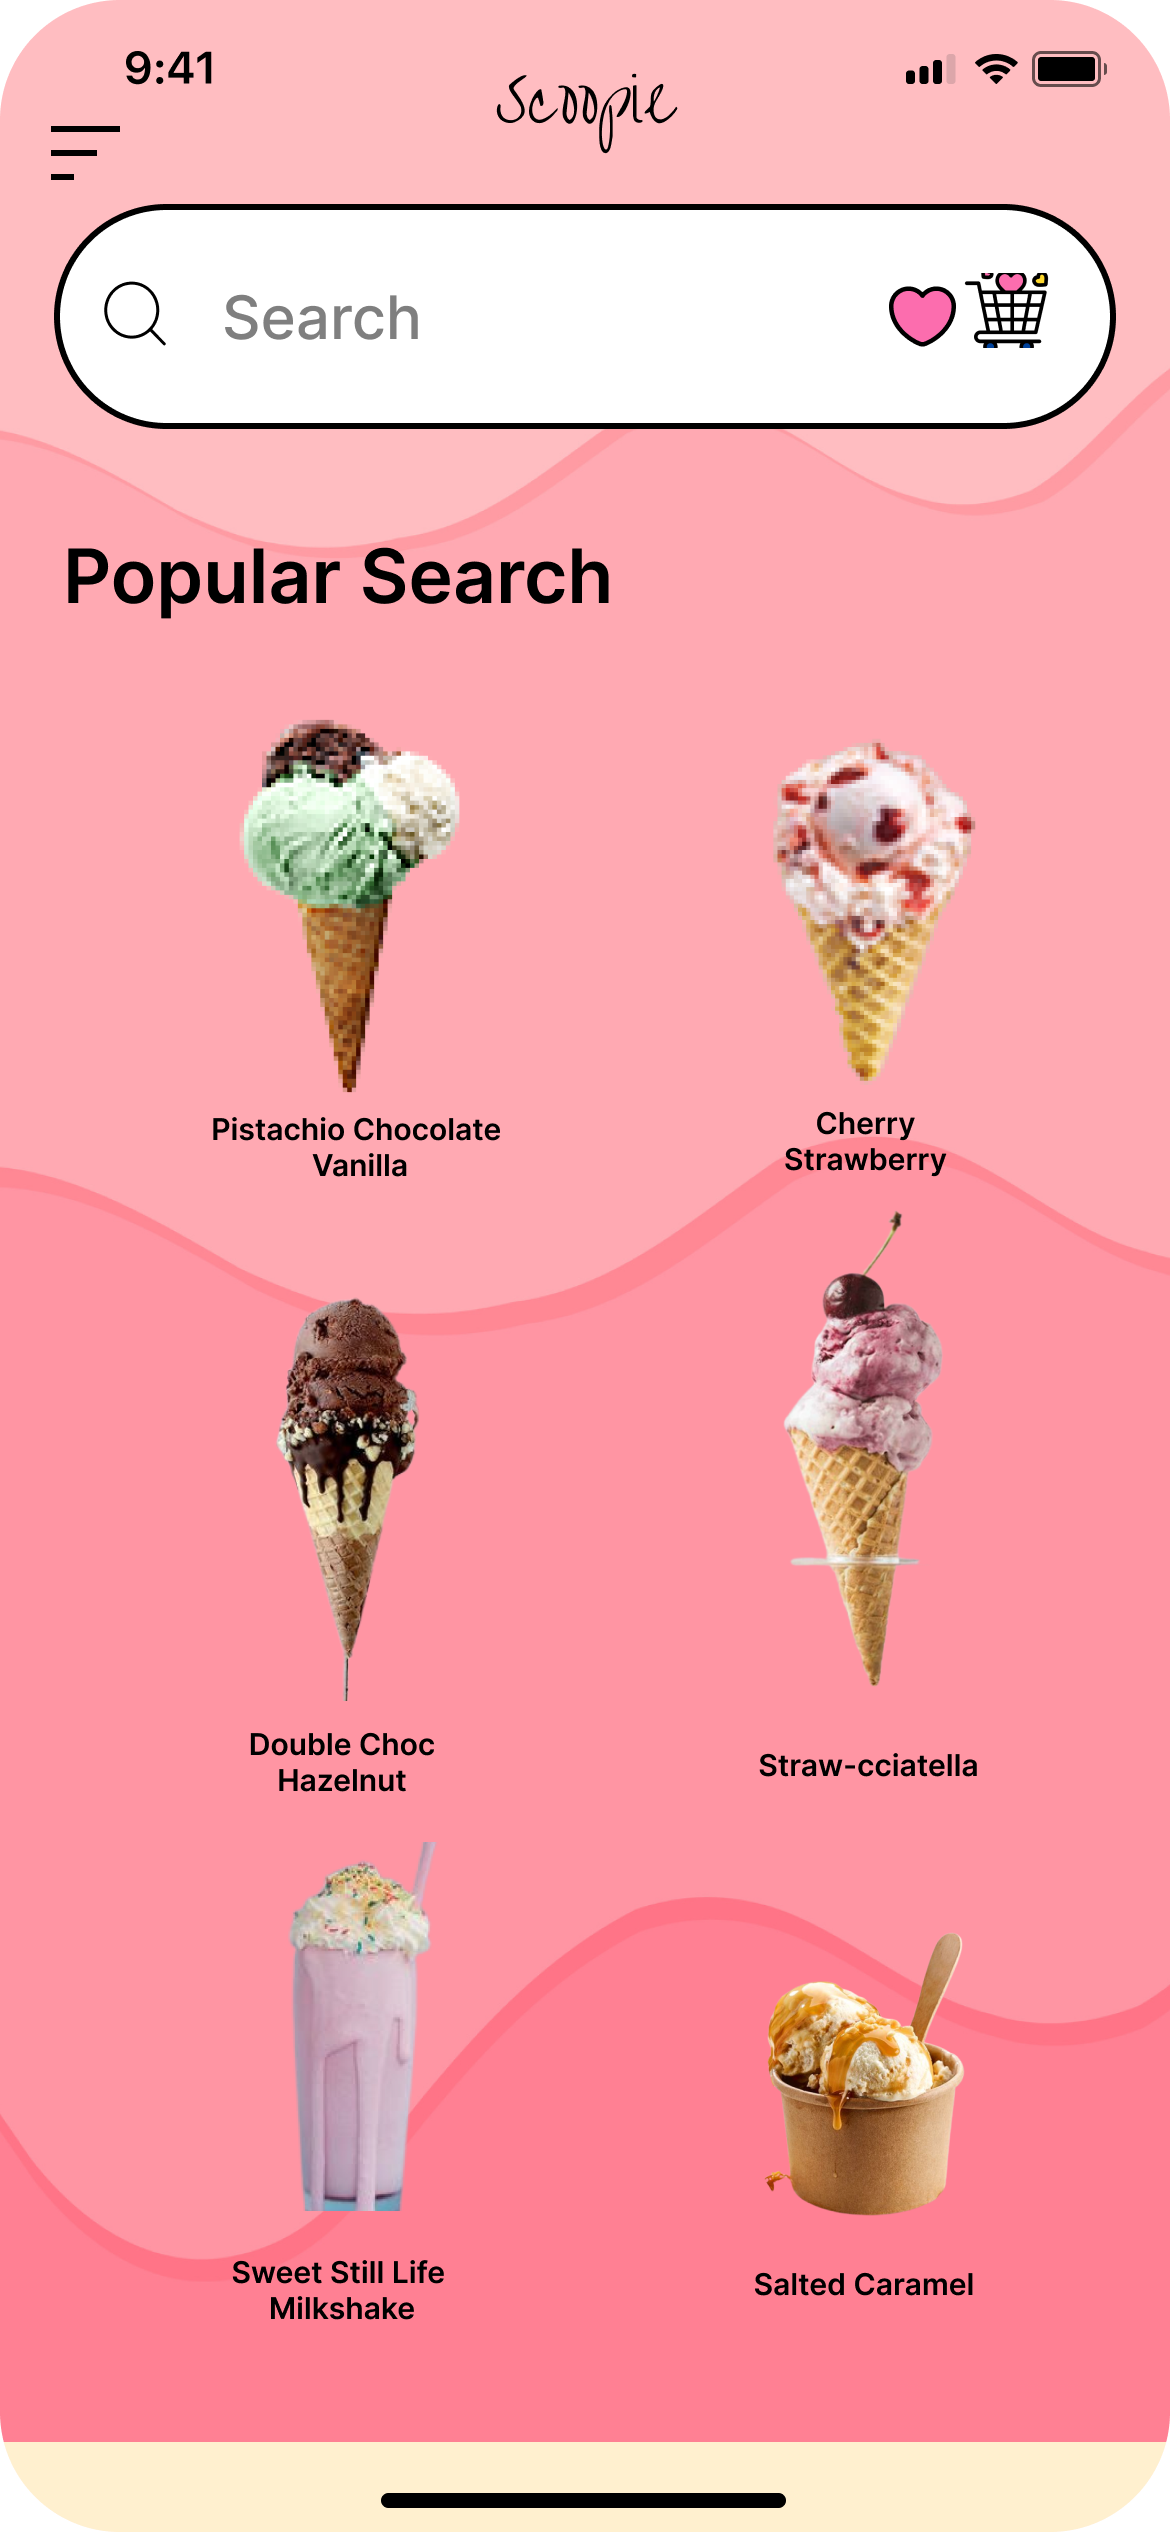 9:41
Scoopie
Search
Popular Search
Pistachio Chocolate
Vanilla
Cherry
Strawberry
Double Choc
Hazelnut
Straw-cciatella
Sweet Still Life
Milkshake
Salted Caramel